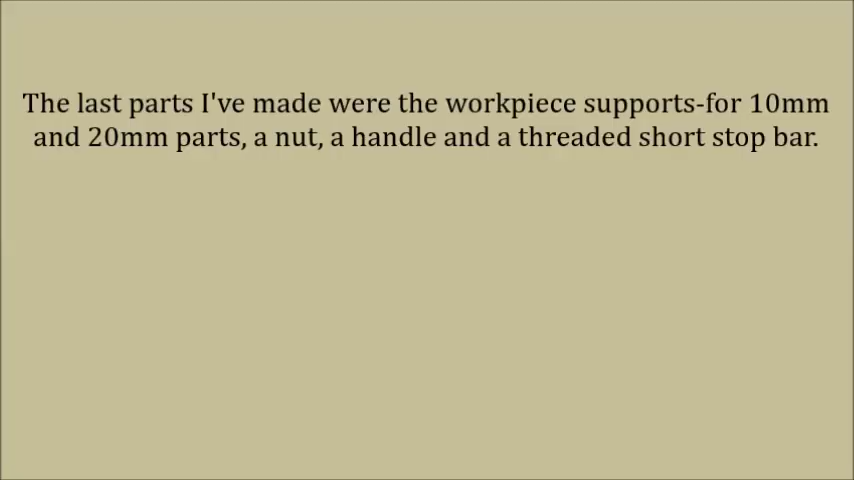 The last parts I've made were the workpiece supports-for 10mm
and 20mm parts, a nut, a handle and a threaded short stop bar.